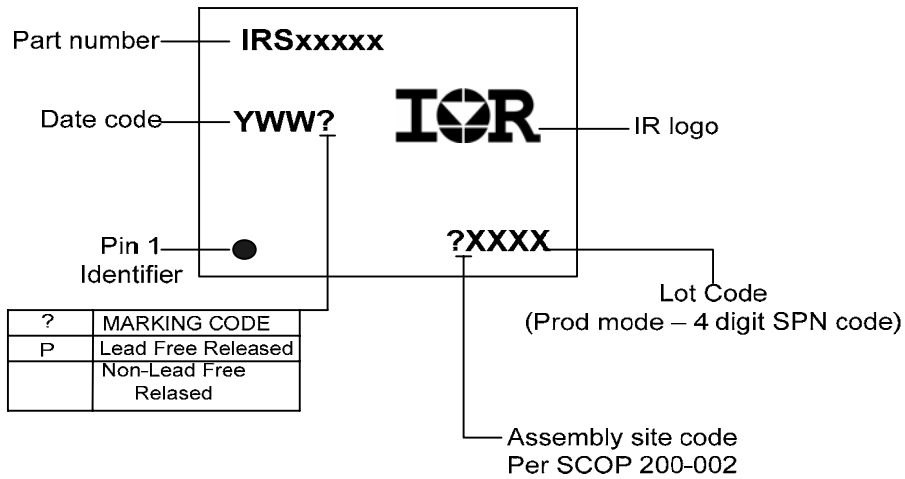 Part number
IRSxxxxx
Date code
YWW?
IOR
IR logo
Pin 1
Identifier
?XXXX
Lot Code
(Prod mode – 4 digit SPN code)
? MARKING CODE
P Lead Free Released
Non-Lead Free
Relased
Assembly site code
Per SCOP 200-002